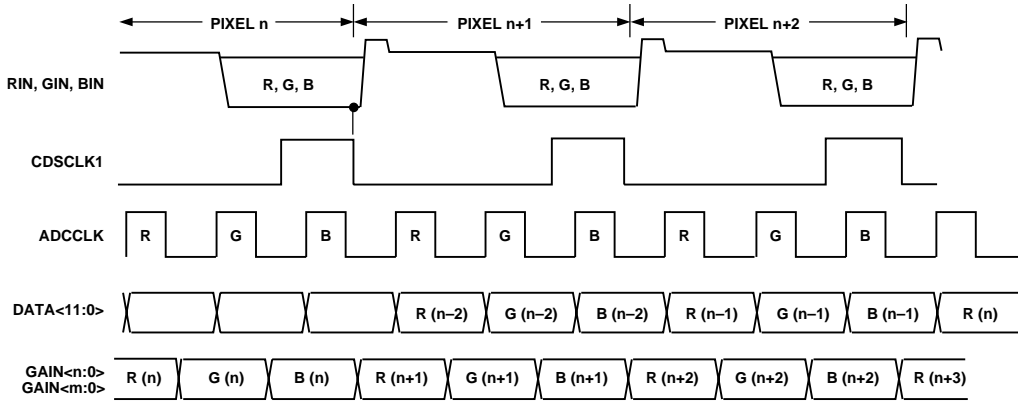 PIXEL n PIXEL n+1 PIXEL n+2
RIN, GIN, BIN R, G, B R, G, B R, G, B
CDSCLK1
ADCCLK R G B R G B R G B
DATA<11:0> R (n–2) G (n–2) B (n–2) R (n–1) G (n–1) B (n–1) R (n)
GAIN<n:0>
GAIN<m:0>
R (n) G (n) B (n) R (n+1) G (n+1) B (n+1) R (n+2) G (n+2) B (n+2) R (n+3)